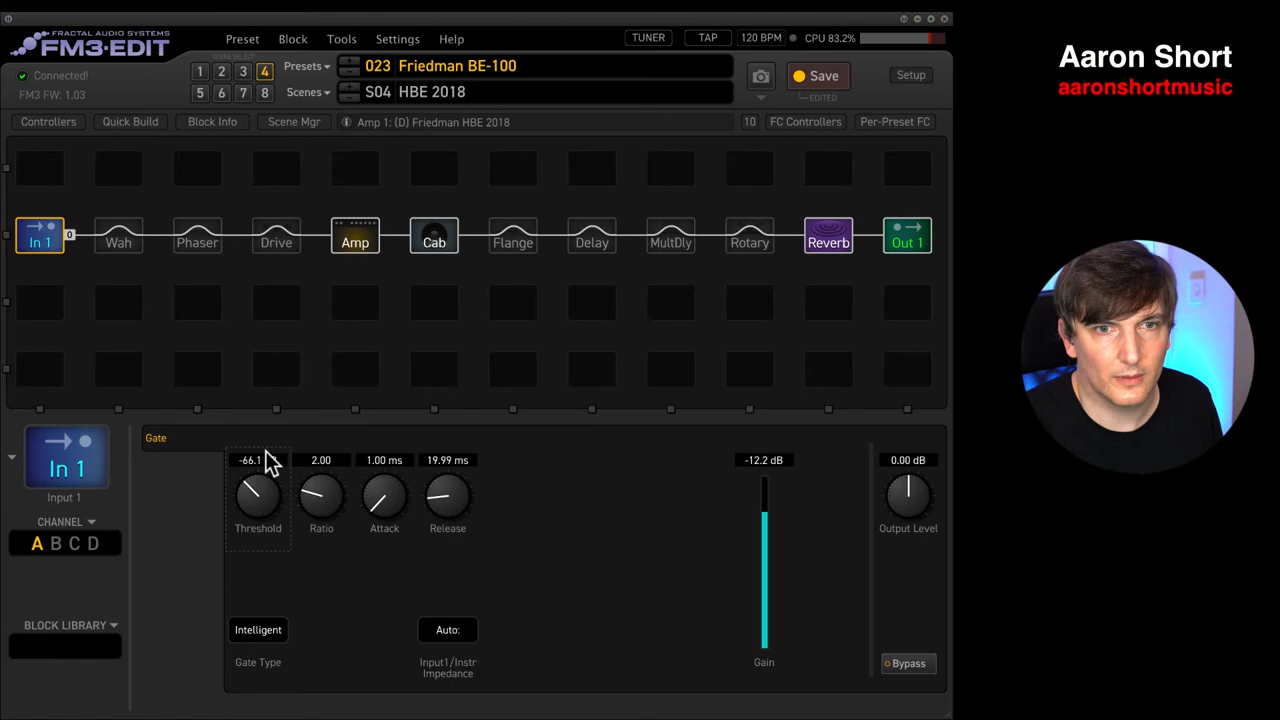 FRACTAL AUDIO SYSTEMS
FM3-EDIT
Preset
Block
Tools
Settings
Help
TUNER
TAP
120 BPM
CPU 83.2%
Aaron Short
aaronshortmusic
Connected!
FM3 FW: 1.03
SCENE SELECT
1 2 3 4
5 6 7 8
Presets
023 Friedman BE-100
Scenes
S04 HBE 2018
Save
EDITED
Setup
Controllers
Quick Build
Block Info
Scene Mgr
Amp 1: (D) Friedman HBE 2018
10
FC Controllers
Per-Preset FC
In 1
0
Wah
Phaser
Drive
Amp
Cab
Flange
Delay
MultDly
Rotary
Reverb
Out 1
Gate
In 1
Input 1
CHANNEL
A B C D
BLOCK LIBRARY
-66.1
2.00
1.00 ms
19.99 ms
-12.2 dB
0.00 dB
Threshold
Ratio
Attack
Release
Output Level
Intelligent
Auto:
Gate Type
Input1/Instr
Impedance
Gain
Bypass